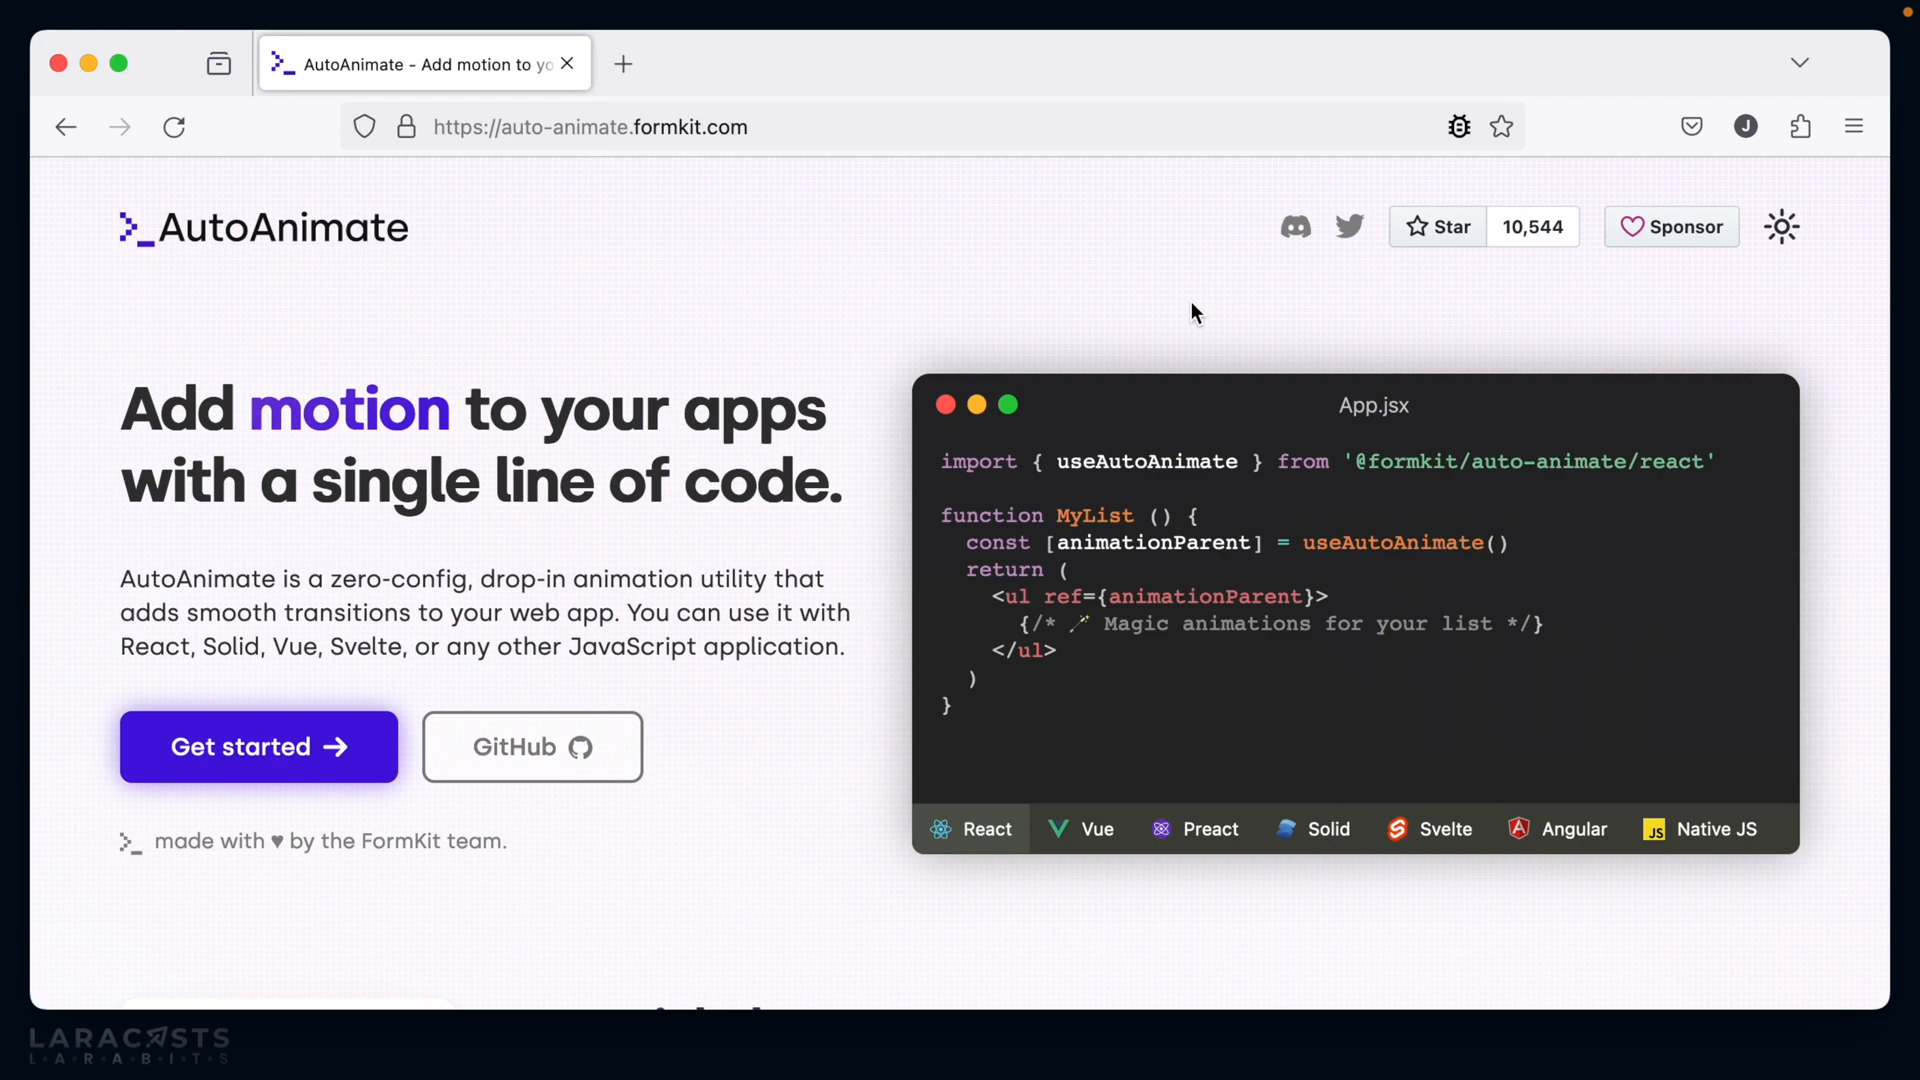 AutoAnimate - Add motion to yo
https://auto-animate.formkit.com
J
AutoAnimate
Star
10,544
Sponsor
Add motion to your apps
with a single line of code.
AutoAnimate is a zero-config, drop-in animation utility that
adds smooth transitions to your web app. You can use it with
React, Solid, Vue, Svelte, or any other JavaScript application.
Get started →
GitHub
made with ♥ by the FormKit team.
App.jsx
import { useAutoAnimate } from '@formkit/auto-animate/react'
function MyList () {
const [animationParent] = useAutoAnimate()
return (
<ul ref={animationParent}>
{/* 🪄 Magic animations for your list */}
</ul>
)
}
React
Vue
Preact
Solid
Svelte
Angular
JS
Native JS
LARACASTS
L·A·R·A·B·I·T·S